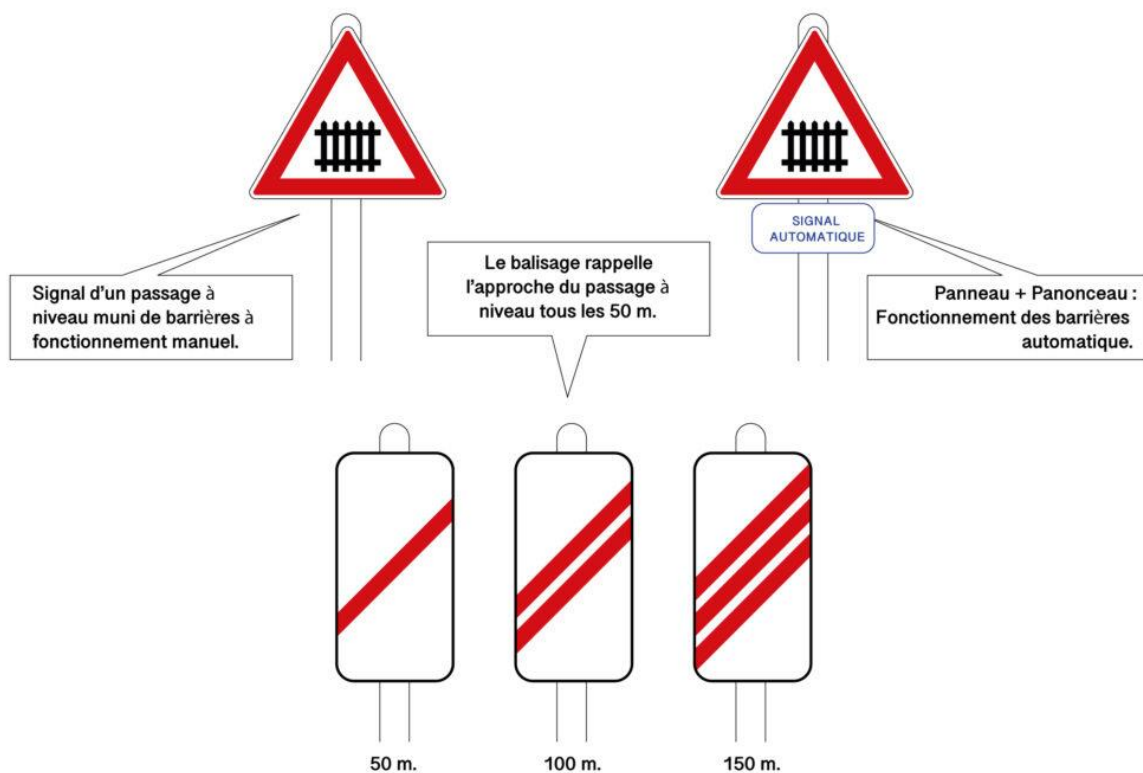 SIGNAL
AUTOMATIQUE
Signal d'un passage à
niveau muni de barrières à
fonctionnement manuel.
Le balisage rappelle
l'approche du passage à
niveau tous les 50 m.
Panneau + Panonceau :
Fonctionnement des barrières
automatique.
50 m.
100 m.
150 m.